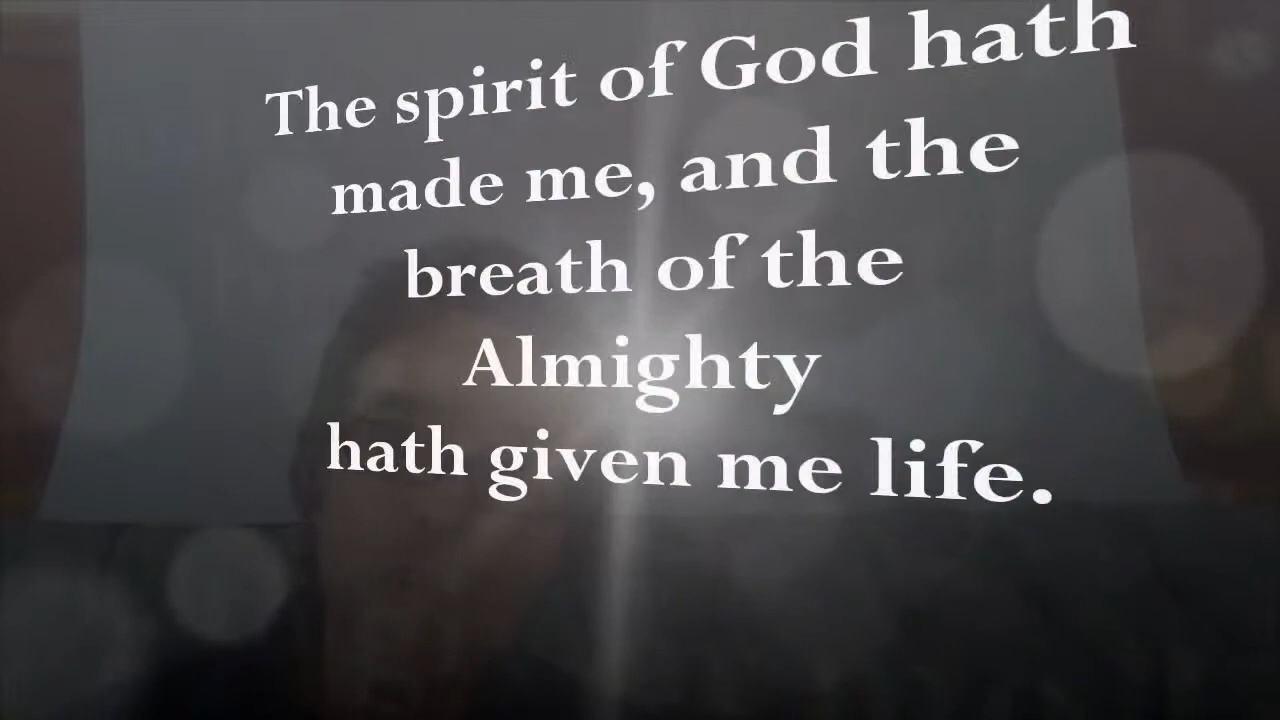 The spirit of God hath
made me, and the
breath of the
Almighty
hath given me life.